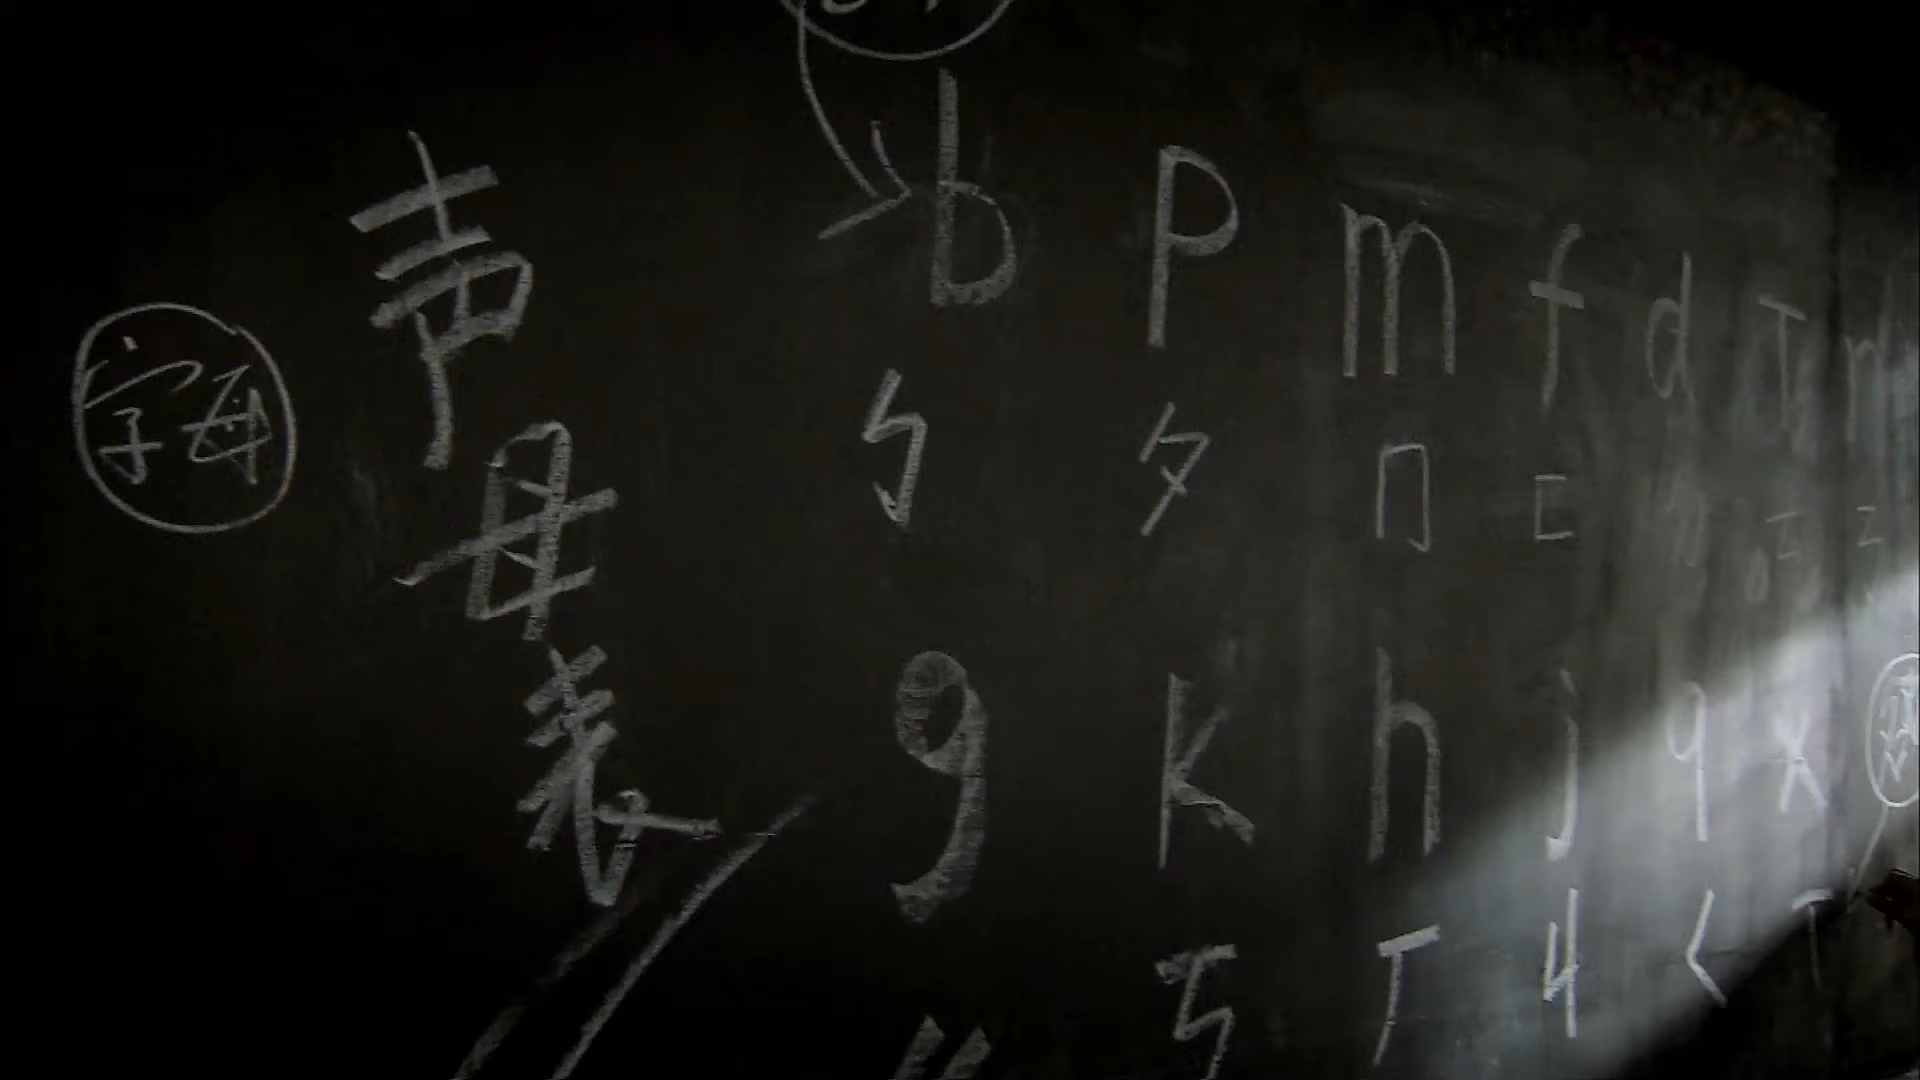 字母
声母表
b p m f d T n
ㄅ ㄆ ㄇ ㄈ
g k h j q x
ㄍ ㄎ ㄏ ㄐ ㄑ ㄒ